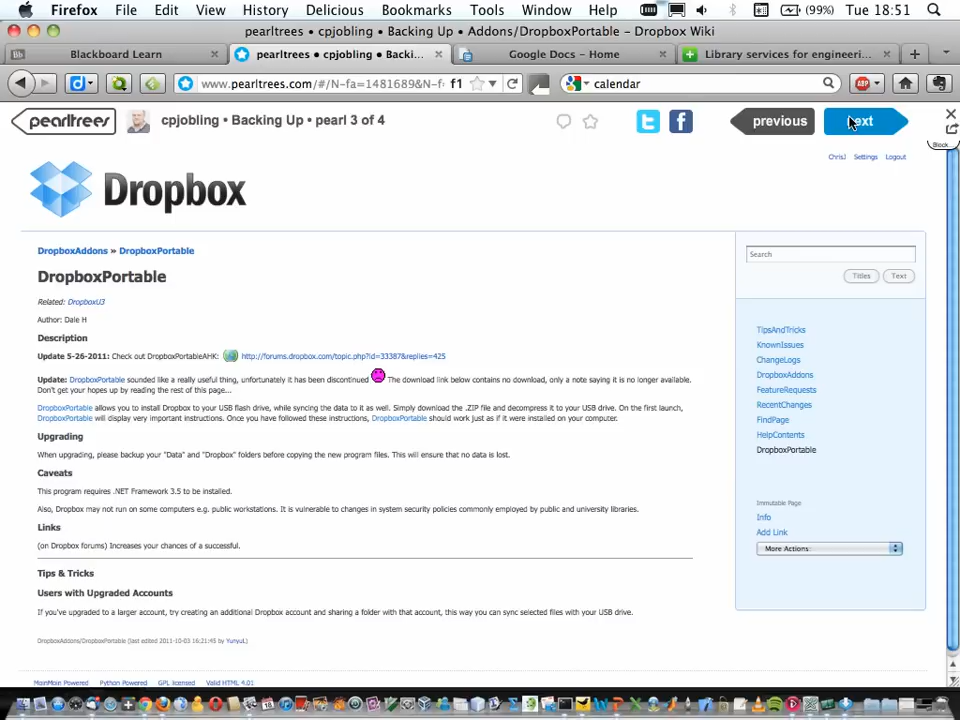 Firefox File Edit View History Delicious Bookmarks Tools Window Help (99%) Tue 18:51
pearltrees • cpjobling • Backing Up • Addons/DropboxPortable – Dropbox Wiki
Blackboard Learn pearltrees • cpjobling • Backi... Google Docs - Home Library services for engineeri...
www.pearltrees.com/#/N-fa=1481689&N-f f1 calendar
pearltrees cpjobling • Backing Up • pearl 3 of 4 previous next
Block...
ChrisJ Settings Logout
Dropbox
DropboxAddons » DropboxPortable
Search
DropboxPortable
Titles Text
Related: DropboxU3
Author: Dale H
Description
Update 5-26-2011: Check out DropboxPortableAHK: http://forums.dropbox.com/topic.php?id=33387&replies=425
Update: DropboxPortable sounded like a really useful thing, unfortunately it has been discontinued The download link below contains no download, only a note saying it is no longer available.
Don't get your hopes up by reading the rest of this page...
DropboxPortable allows you to install Dropbox to your USB flash drive, while syncing the data to it as well. Simply download the .ZIP file and decompress it to your USB drive. On the first launch,
DropboxPortable will display very important instructions. Once you have followed these instructions, DropboxPortable should work just as if it were installed on your computer.
Upgrading
When upgrading, please backup your "Data" and "Dropbox" folders before copying the new program files. This will ensure that no data is lost.
Caveats
This program requires .NET Framework 3.5 to be installed.
Also, Dropbox may not run on some computers e.g. public workstations. It is vulnerable to changes in system security policies commonly employed by public and university libraries.
Links
(on Dropbox forums) Increases your chances of a successful.
Tips & Tricks
Users with Upgraded Accounts
If you've upgraded to a larger account, try creating an additional Dropbox account and sharing a folder with that account, this way you can sync selected files with your USB drive.
DropboxAddons/DropboxPortable (last edited 2011-10-03 16:21:45 by YunyuL)
TipsAndTricks
KnownIssues
ChangeLogs
DropboxAddons
FeatureRequests
RecentChanges
FindPage
HelpContents
DropboxPortable
Immutable Page
Info
Add Link
More Actions:
MoinMoin Powered Python Powered GPL licensed Valid HTML 4.01